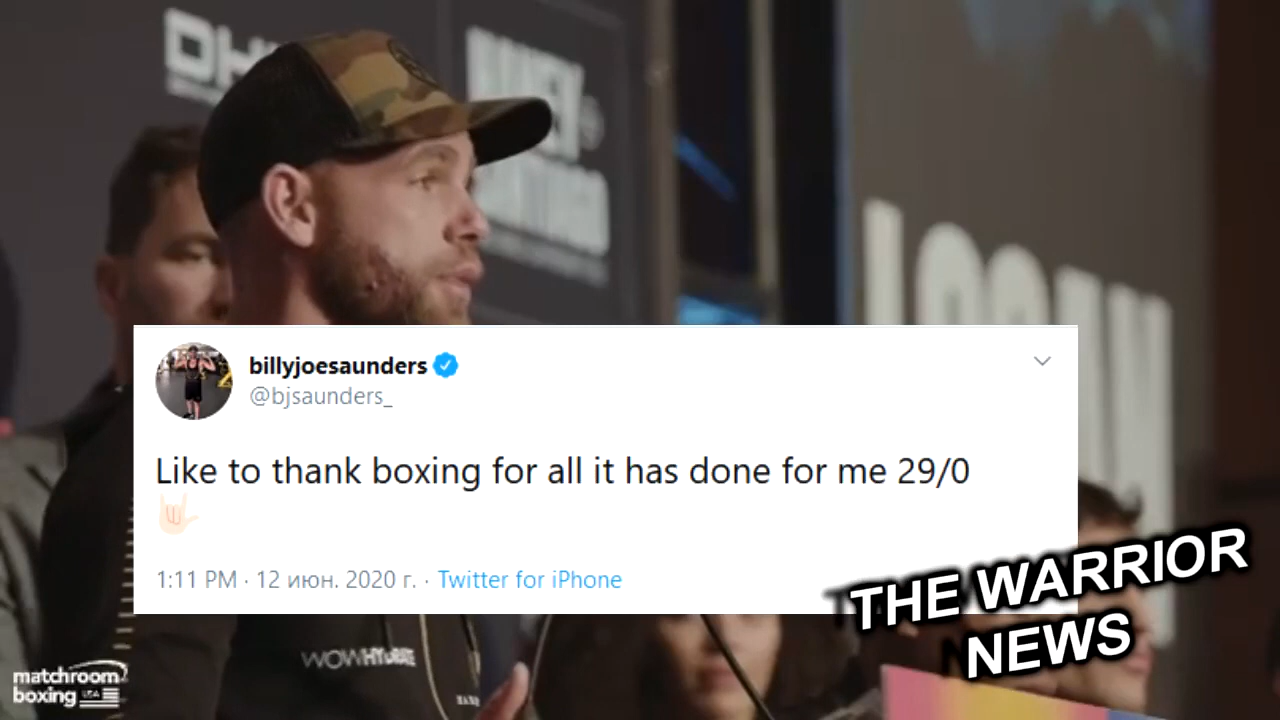 billyjoesaunders
@bjsaunders_
Like to thank boxing for all it has done for me 29/0
1:11 PM · 12 июн. 2020 г. · Twitter for iPhone
THE WARRIOR
NEWS
WOWHYDRATE
matchroom
boxing USA